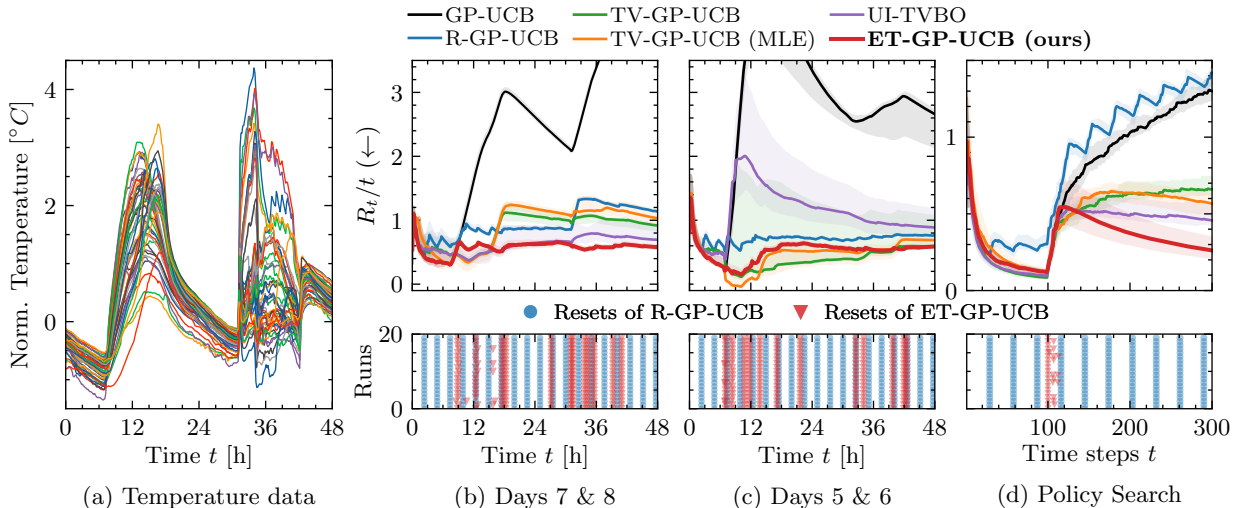 GP-UCB TV-GP-UCB UI-TVBO
R-GP-UCB TV-GP-UCB (MLE) ET-GP-UCB (ours)
Norm. Temperature [°C]
4
2
0
0 12 24 36 48
Time t [h]
(a) Temperature data
R_t/t (←)
3
2
1
0
1
0
Resets of R-GP-UCB Resets of ET-GP-UCB
Runs
20
0
0 12 24 36 48
Time t [h]
(b) Days 7 & 8
0 12 24 36 48
Time t [h]
(c) Days 5 & 6
100 200 300
Time steps t
(d) Policy Search